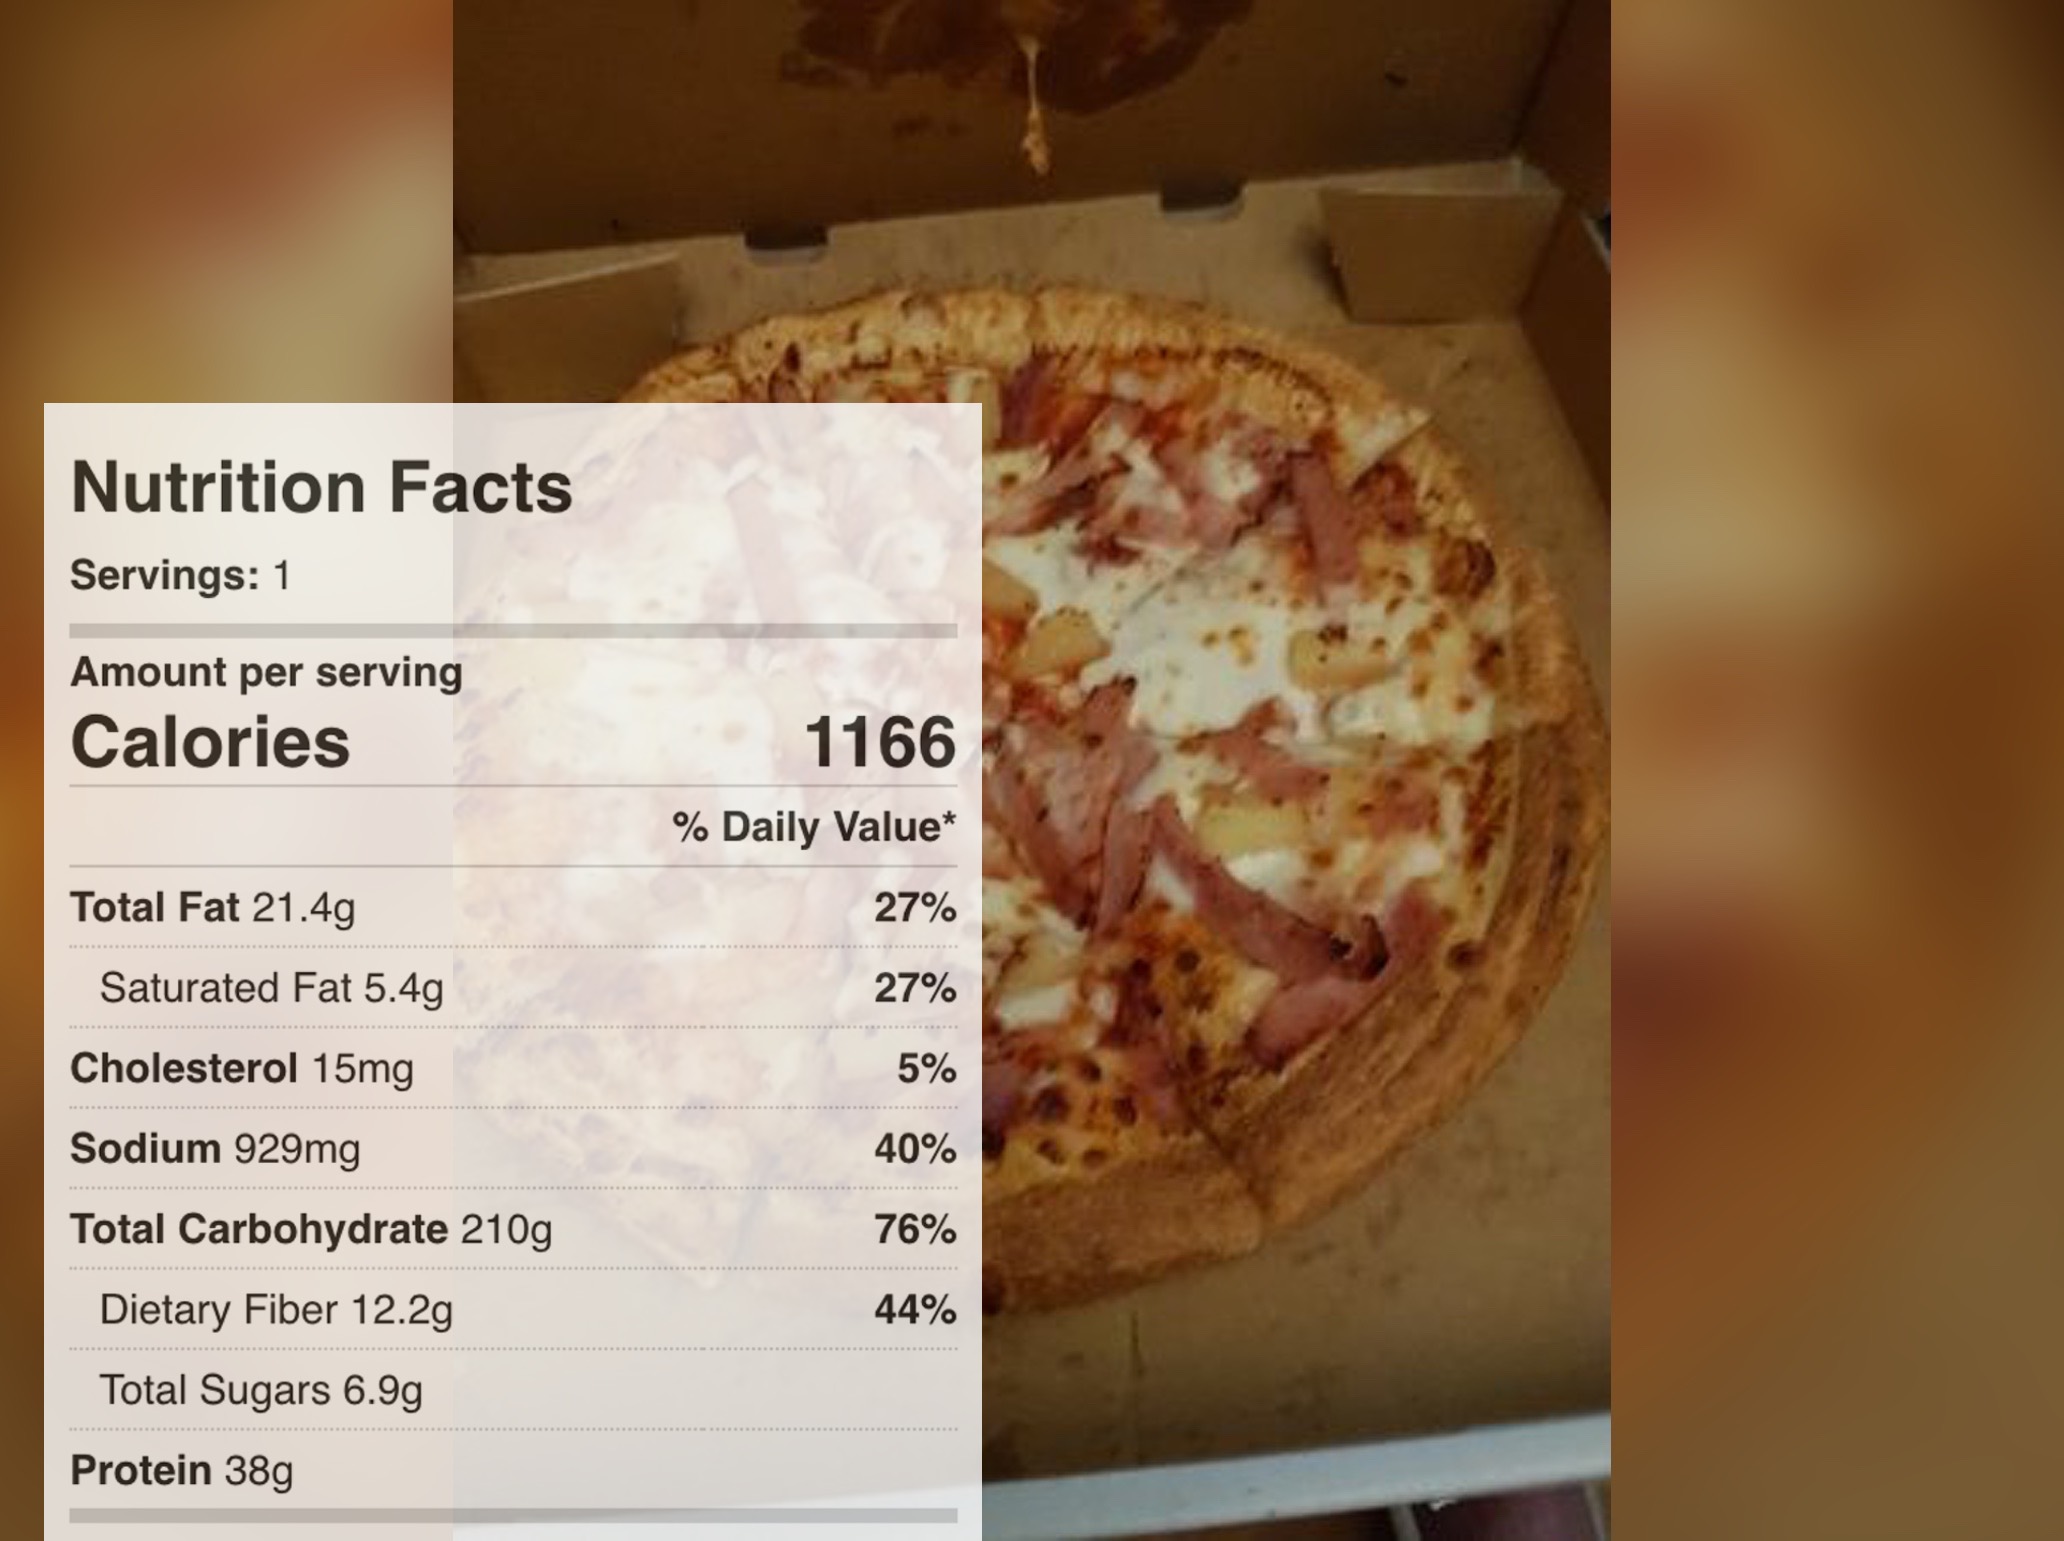 Nutrition Facts
Servings: 1
Amount per serving
Calories 1166
% Daily Value*
Total Fat 21.4g 27%
Saturated Fat 5.4g 27%
Cholesterol 15mg 5%
Sodium 929mg 40%
Total Carbohydrate 210g 76%
Dietary Fiber 12.2g 44%
Total Sugars 6.9g
Protein 38g